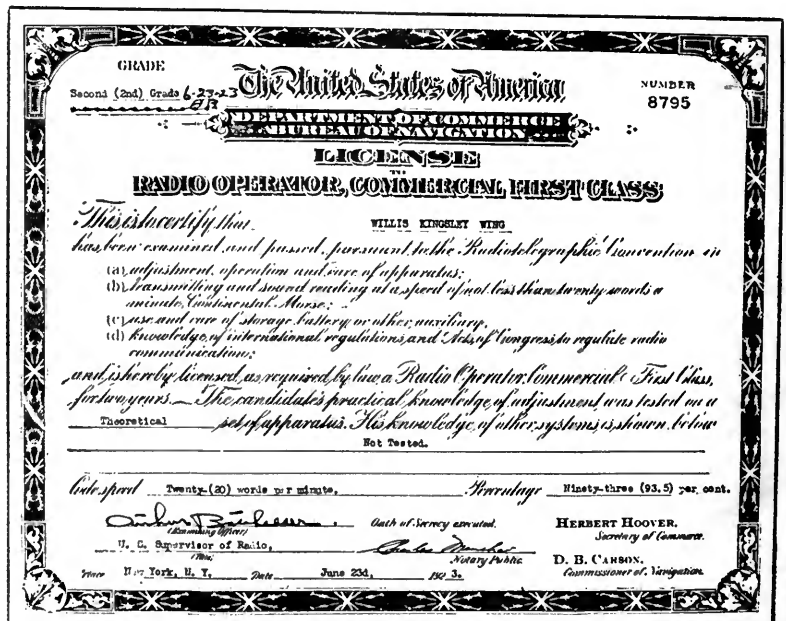 GRADE
Second (2nd) Grade 6-23-23
The United States of America
NUMBER
8795
DEPARTMENT OF COMMERCE
BUREAU OF NAVIGATION
LICENSE
RADIO OPERATOR, COMMERCIAL FIRST CLASS
This is to certify that WILLIS KINGSLEY WING
has been examined and passed, pursuant to the Radiotelegraphic Convention in
(a) adjustment, operation and care of apparatus;
(b) transmitting and sound reading at a speed of not less than twenty words a
minute, Continental Morse;
(c) use and care of storage battery or other auxiliary,
(d) knowledge of international regulations and Acts of Congress to regulate radio
communication;
and is hereby licensed, as required by law, a Radio Operator, Commercial First Class,
for two years. The candidate's practical knowledge of adjustment was tested on a
Theoretical set of apparatus. His knowledge of other systems is shown below
Not Tested.
Code speed Twenty-(20) words per minute. Percentage Ninety-three (93.5) per cent.
(Examining Officer) Oath of Secrecy executed. HERBERT HOOVER,
Secretary of Commerce.
U. S. Supervisor of Radio,
(Title) Notary Public. D. B. CARSON,
Place New York, N. Y. Date June 23d, 192 3. Commissioner of Navigation.